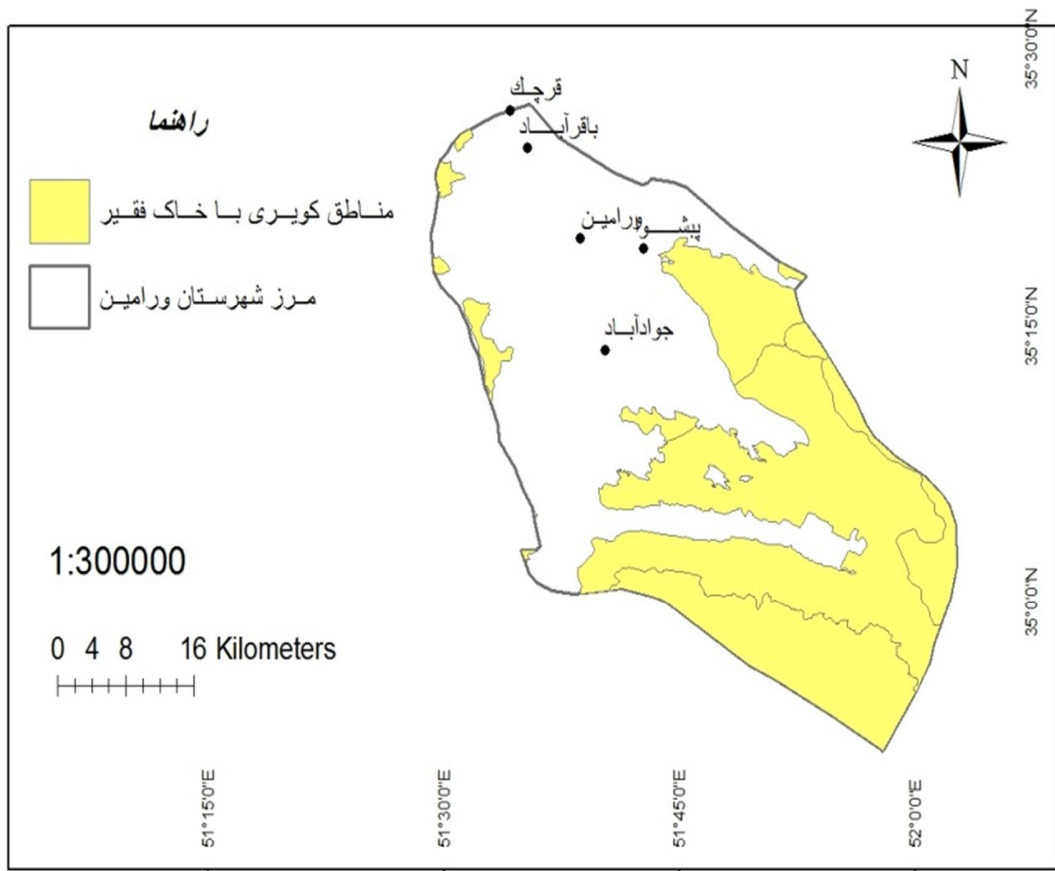 35°30'0"N
N
قرچك
باقرآبــاد
راهنما
مناطق کویری با خاک فقیر
ورامین
پیشوا
مرز شهرستان ورامین
35°15'0"N
جوادآباد
1:300000
35°0'0"N
0 4 8 16 Kilometers
51°15'0"E
51°30'0"E
51°45'0"E
52°0'0"E